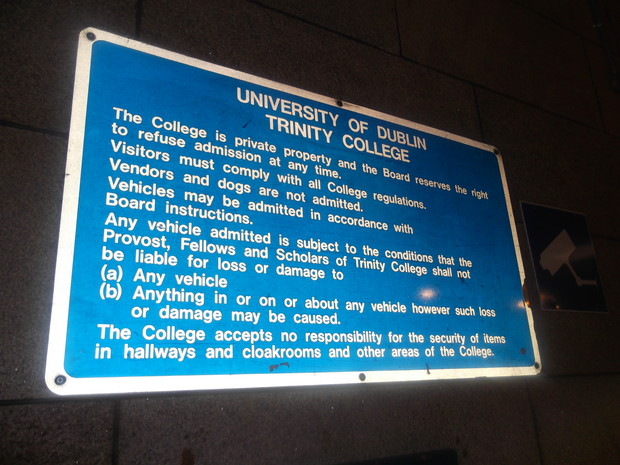 UNIVERSITY OF DUBLIN
TRINITY COLLEGE
The College is private property and the Board reserves the right
to refuse admission at any time.
Visitors must comply with all College regulations.
Vendors and dogs are not admitted.
Vehicles may be admitted in accordance with
Board instructions.
Any vehicle admitted is subject to the conditions that the
Provost, Fellows and Scholars of Trinity College shall not
be liable for loss or damage to
(a) Any vehicle
(b) Anything in or on or about any vehicle however such loss
or damage may be caused.
The College accepts no responsibility for the security of items
in hallways and cloakrooms and other areas of the College.